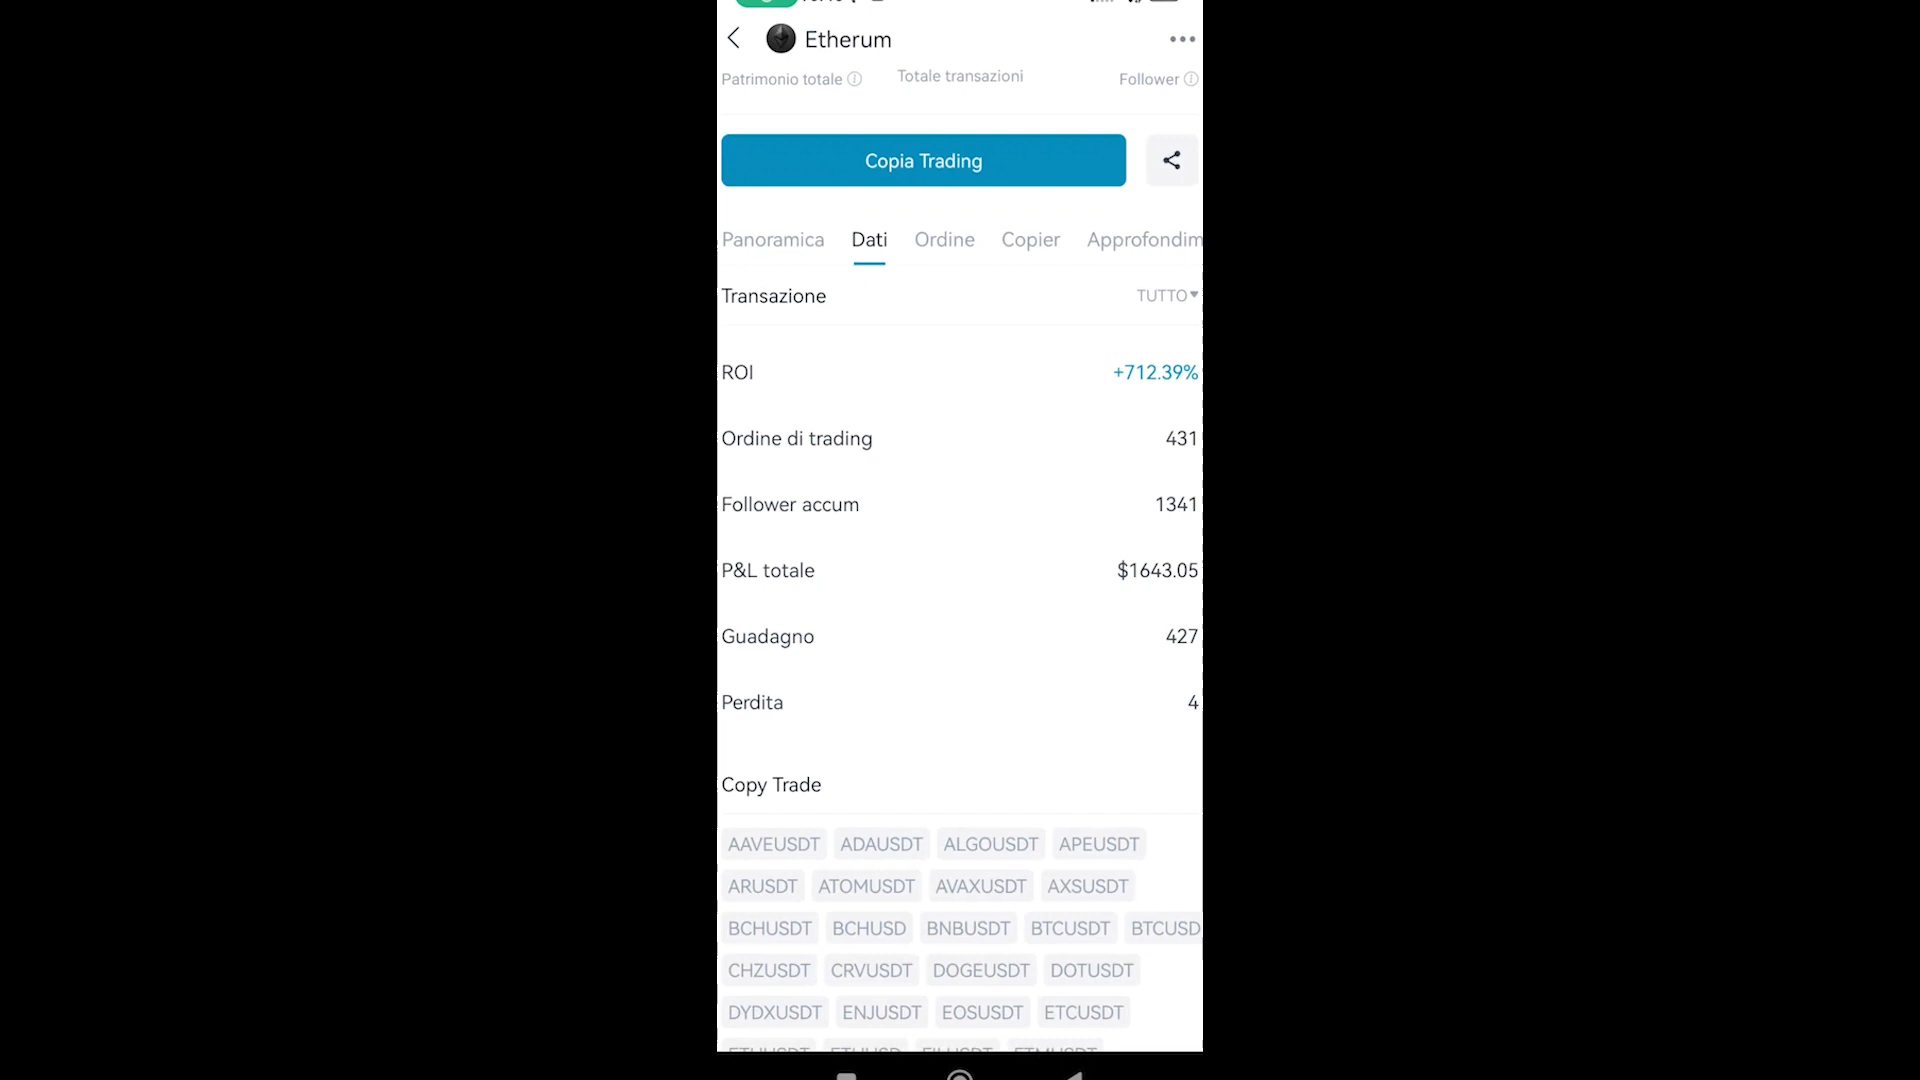 Etherum
Patrimonio totale Totale transazioni Follower
Copia Trading
Panoramica Dati Ordine Copier Approfondim
Transazione TUTTO
ROI +712.39%
Ordine di trading 431
Follower accum 1341
P&L totale $1643.05
Guadagno 427
Perdita 4
Copy Trade
AAVEUSDT ADAUSDT ALGOUSDT APEUSDT
ARUSDT ATOMUSDT AVAXUSDT AXSUSDT
BCHUSDT BCHUSD BNBUSDT BTCUSDT BTCUSD
CHZUSDT CRVUSDT DOGEUSDT DOTUSDT
DYDXUSDT ENJUSDT EOSUSDT ETCUSDT